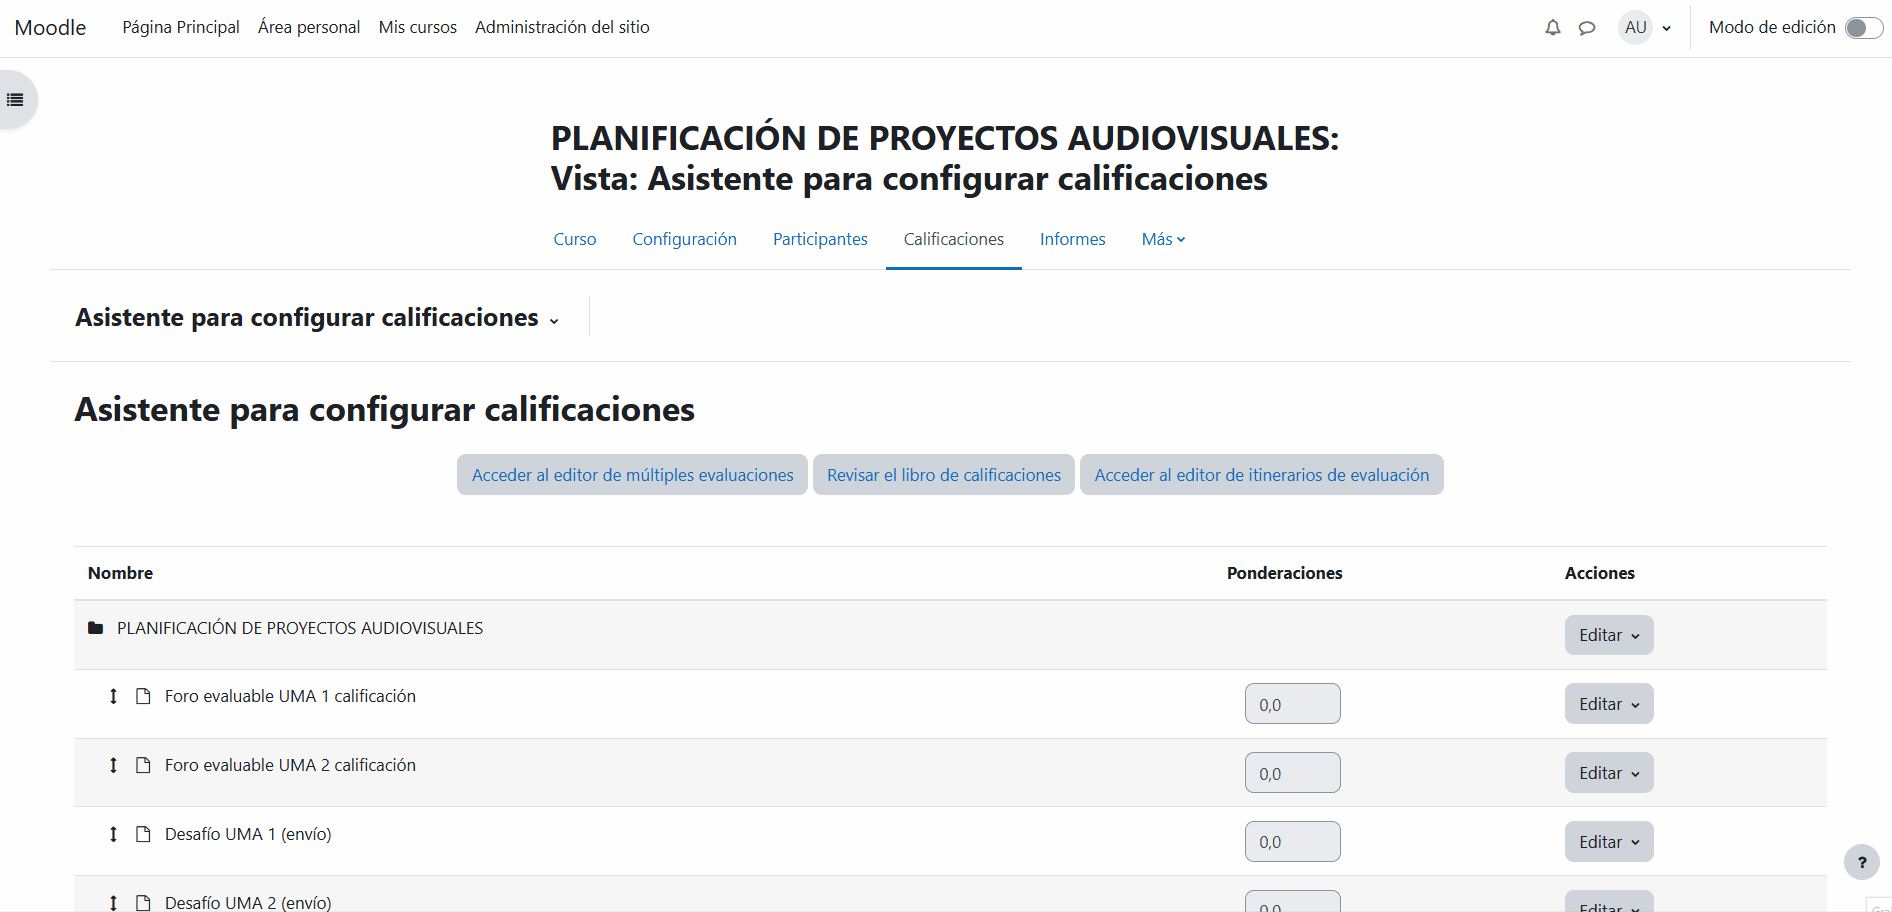 Moodle Página Principal Área personal Mis cursos Administración del sitio AU Modo de edición
PLANIFICACIÓN DE PROYECTOS AUDIOVISUALES:
Vista: Asistente para configurar calificaciones
Curso Configuración Participantes Calificaciones Informes Más
Asistente para configurar calificaciones
Asistente para configurar calificaciones
Acceder al editor de múltiples evaluaciones Revisar el libro de calificaciones Acceder al editor de itinerarios de evaluación
Nombre Ponderaciones Acciones
PLANIFICACIÓN DE PROYECTOS AUDIOVISUALES Editar
Foro evaluable UMA 1 calificación 0,0 Editar
Foro evaluable UMA 2 calificación 0,0 Editar
Desafío UMA 1 (envío) 0,0 Editar
?
Desafío UMA 2 (envío) 0,0 Editar